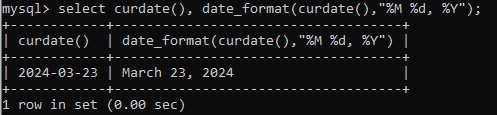 mysql> select curdate(), date_format(curdate(),"%M %d, %Y");
+------------+------------------------------------+
| curdate()  | date_format(curdate(),"%M %d, %Y") |
+------------+------------------------------------+
| 2024-03-23 | March 23, 2024                     |
+------------+------------------------------------+
1 row in set (0.00 sec)